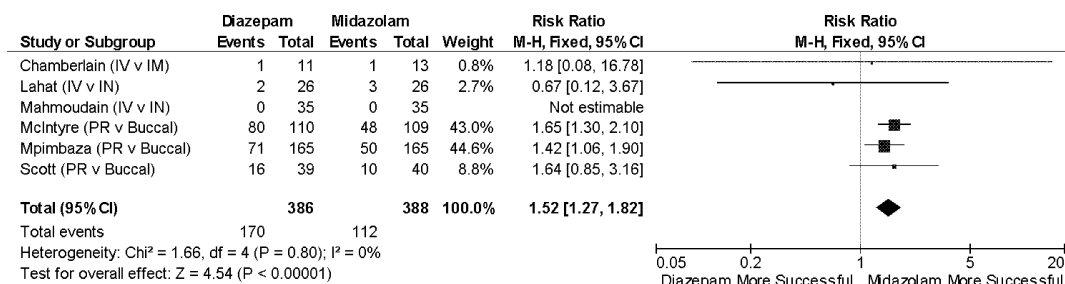 Diazepam Midazolam Risk Ratio Risk Ratio
Study or Subgroup Events Total Events Total Weight M-H, Fixed, 95% CI M-H, Fixed, 95% CI
Chamberlain (IV v IM) 1 11 1 13 0.8% 1.18 [0.08, 16.78]
Lahat (IV v IN) 2 26 3 26 2.7% 0.67 [0.12, 3.67]
Mahmoudain (IV v IN) 0 35 0 35 Not estimable
McIntyre (PR v Buccal) 80 110 48 109 43.0% 1.65 [1.30, 2.10]
Mpimbaza (PR v Buccal) 71 165 50 165 44.6% 1.42 [1.06, 1.90]
Scott (PR v Buccal) 16 39 10 40 8.8% 1.64 [0.85, 3.16]
Total (95% CI) 386 388 100.0% 1.52 [1.27, 1.82]
Total events 170 112
Heterogeneity: Chi² = 1.66, df = 4 (P = 0.80); I² = 0%
Test for overall effect: Z = 4.54 (P < 0.00001)
0.05 0.2 1 5 20
Diazepam More Successful Midazolam More Successful